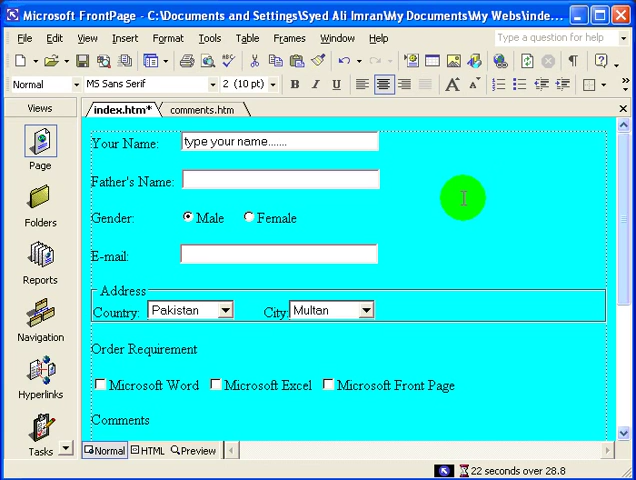 Microsoft FrontPage - C:\Documents and Settings\Syed Ali Imran\My Documents\My Webs\inde...
File Edit View Insert Format Tools Table Frames Window Help Type a question for help
Normal MS Sans Serif 2 (10 pt) B I U
Views index.htm* comments.htm
Page
Folders
Reports
Navigation
Hyperlinks
Tasks
Your Name: type your name.......
Father's Name:
Gender: Male Female
E-mail:
Address
Country: Pakistan City: Multan
Order Requirement
Microsoft Word Microsoft Excel Microsoft Front Page
Comments
Normal HTML Preview
22 seconds over 28.8